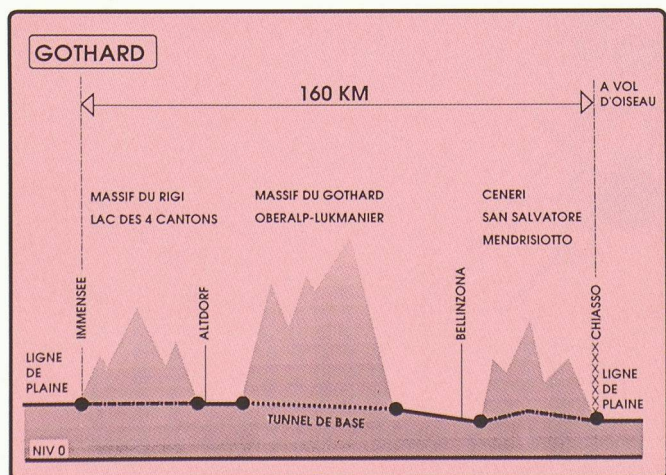 GOTHARD
160 KM
A VOL
D'OISEAU
MASSIF DU RIGI
LAC DES 4 CANTONS
MASSIF DU GOTHARD
OBERALP-LUKMANIER
CENERI
SAN SALVATORE
MENDRISIOTTO
IMMENSEE
ALTDORF
BELLINZONA
CHIASSO
LIGNE
DE
PLAINE
LIGNE
DE
PLAINE
TUNNEL DE BASE
NIV 0